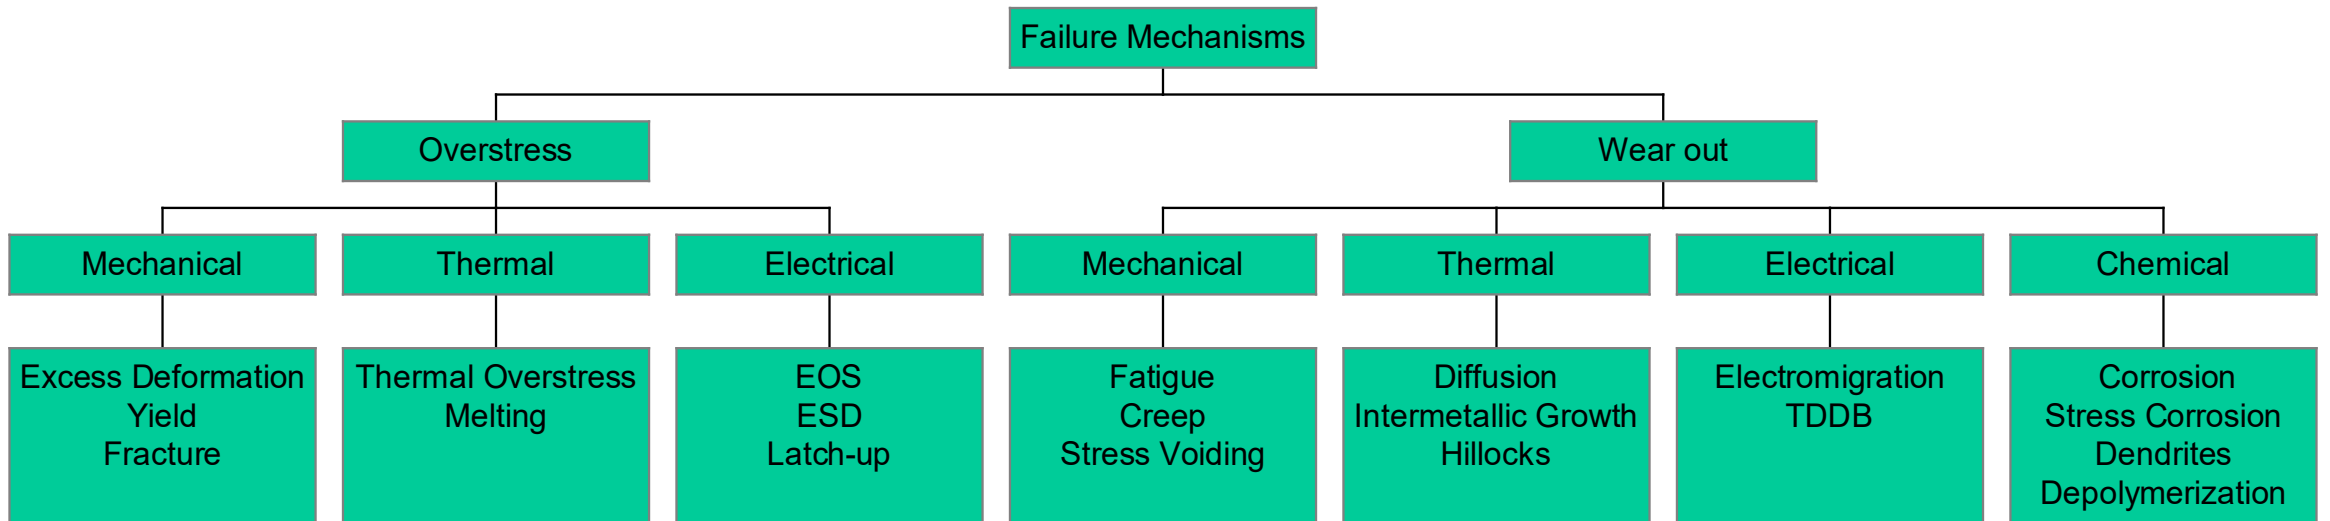 Failure Mechanisms
Overstress
Wear out
Mechanical
Thermal
Electrical
Mechanical
Thermal
Electrical
Chemical
Excess Deformation
Yield
Fracture
Thermal Overstress
Melting
EOS
ESD
Latch-up
Fatigue
Creep
Stress Voiding
Diffusion
Intermetallic Growth
Hillocks
Electromigration
TDDB
Corrosion
Stress Corrosion
Dendrites
Depolymerization